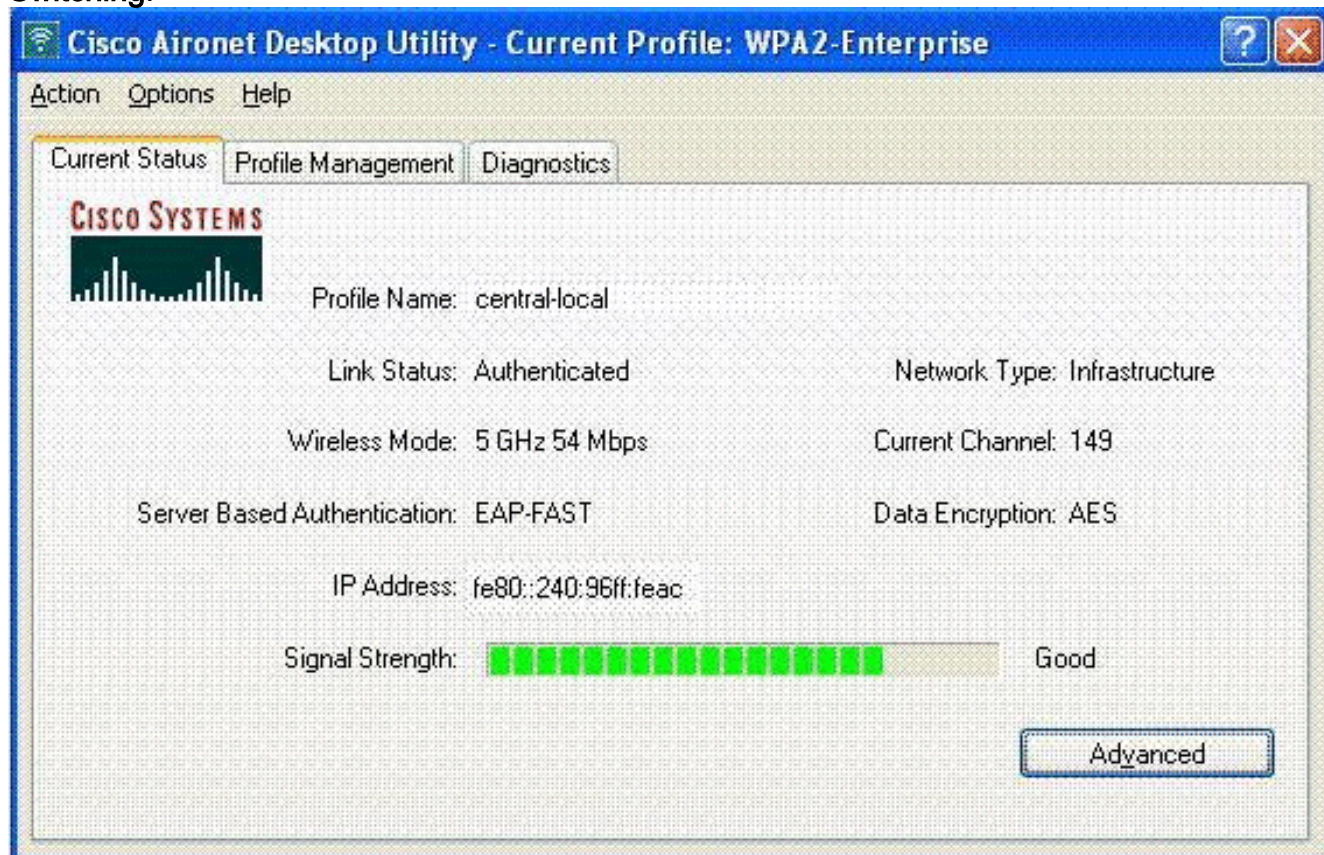 Switching.
Cisco Aironet Desktop Utility - Current Profile: WPA2-Enterprise
Action Options Help
Current Status Profile Management Diagnostics
CISCO SYSTEMS
Profile Name: central-local
Link Status: Authenticated Network Type: Infrastructure
Wireless Mode: 5 GHz 54 Mbps Current Channel: 149
Server Based Authentication: EAP-FAST Data Encryption: AES
IP Address: fe80::240:96ff:feac
Signal Strength: Good
Advanced